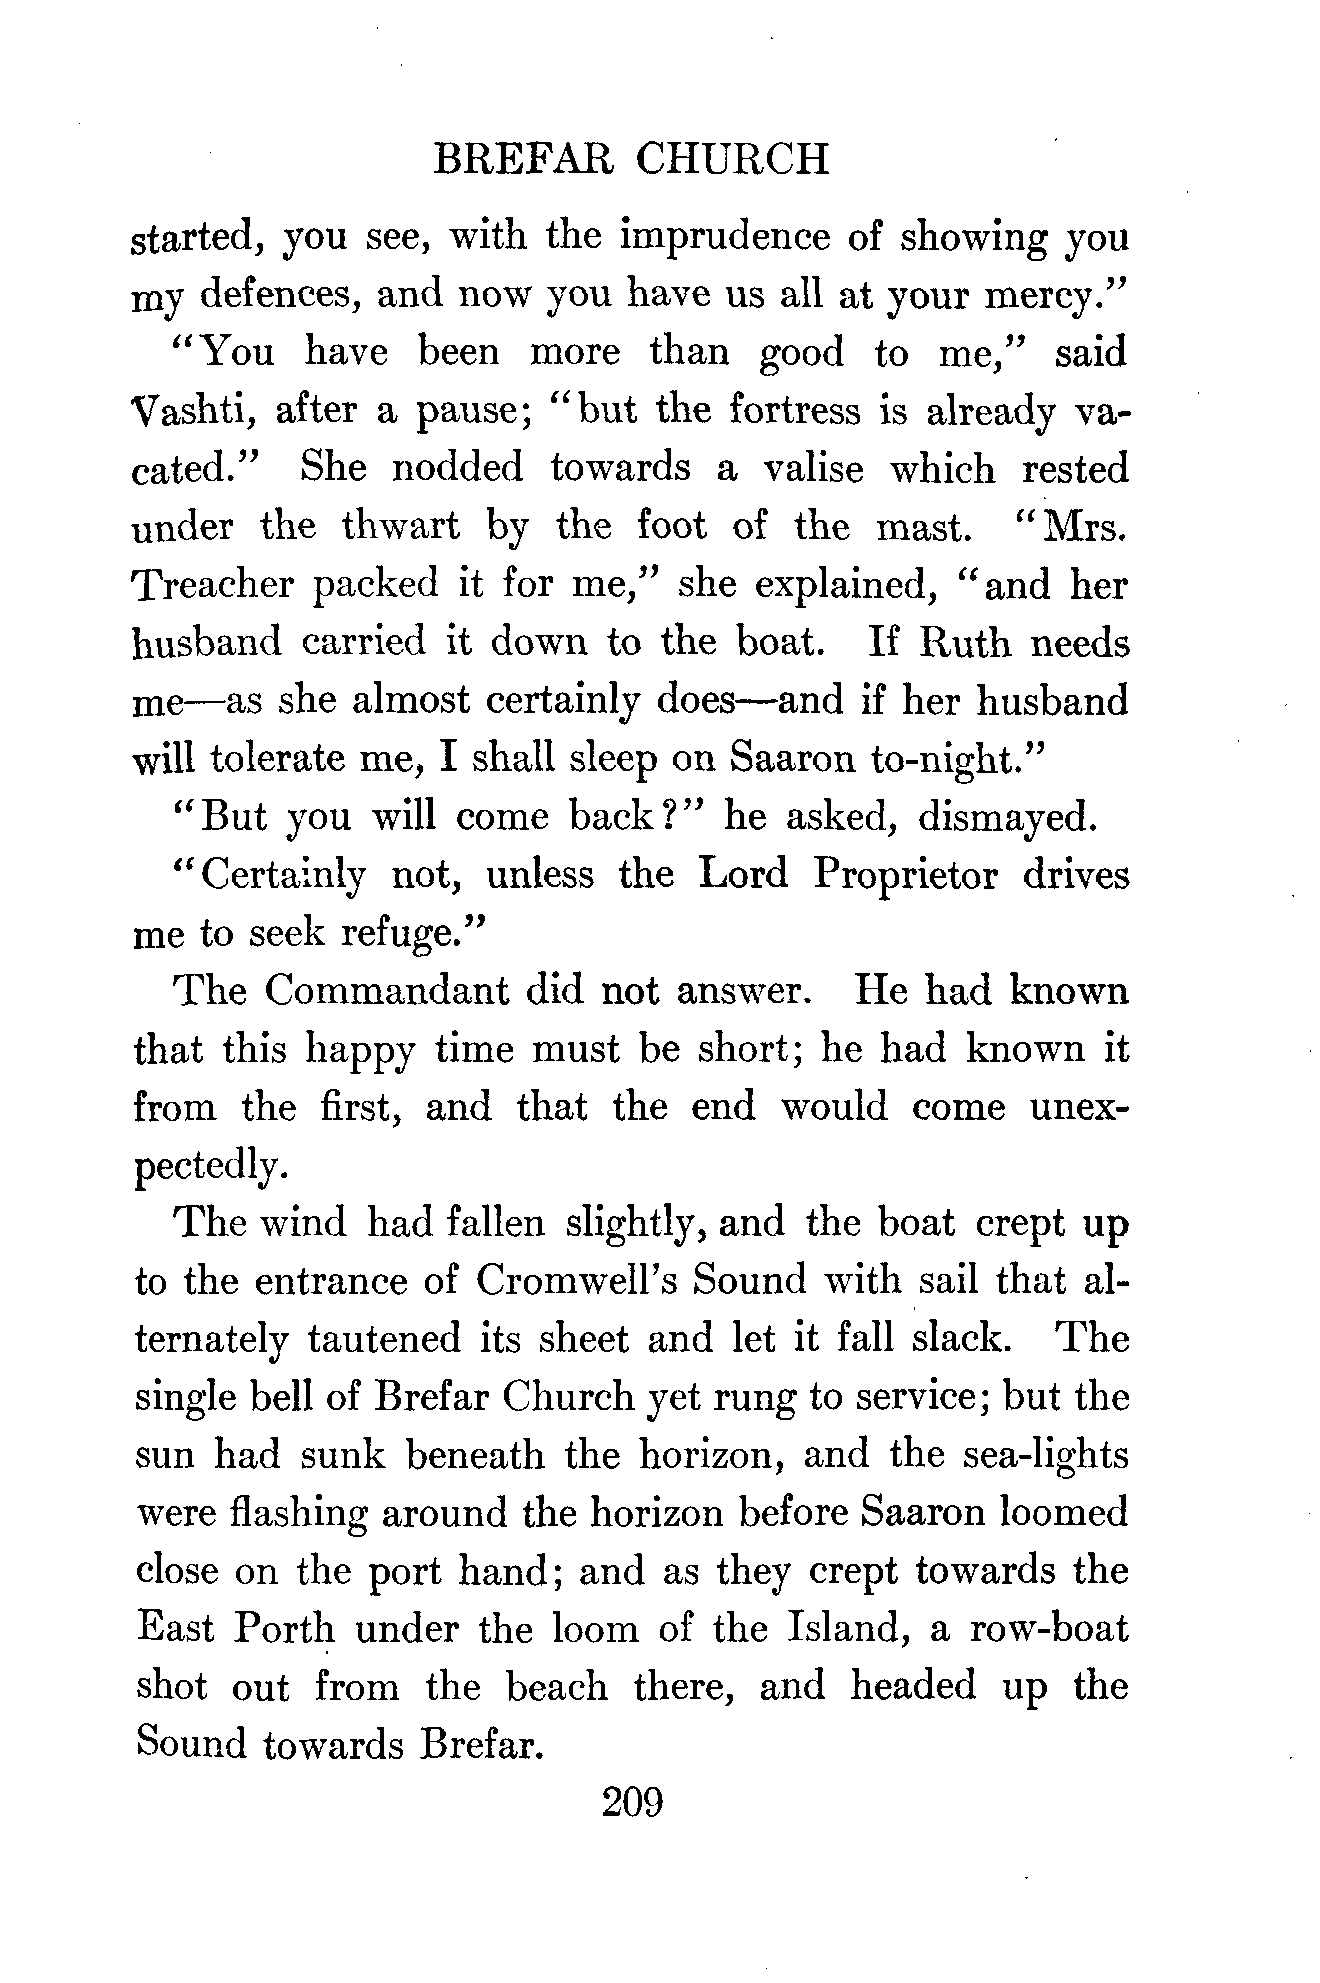 BREFAR CHURCH
started, you see, with the imprudence of showing you
my defences, and now you have us all at your mercy."
"You have been more than good to me," said
Vashti, after a pause; "but the fortress is already va-
cated." She nodded towards a valise which rested
under the thwart by the foot of the mast. "Mrs.
Treacher packed it for me," she explained, "and her
husband carried it down to the boat. If Ruth needs
me—as she almost certainly does—and if her husband
will tolerate me, I shall sleep on Saaron to-night."
"But you will come back?" he asked, dismayed.
"Certainly not, unless the Lord Proprietor drives
me to seek refuge."
The Commandant did not answer. He had known
that this happy time must be short; he had known it
from the first, and that the end would come unex-
pectedly.
The wind had fallen slightly, and the boat crept up
to the entrance of Cromwell's Sound with sail that al-
ternately tautened its sheet and let it fall slack. The
single bell of Brefar Church yet rung to service; but the
sun had sunk beneath the horizon, and the sea-lights
were flashing around the horizon before Saaron loomed
close on the port hand; and as they crept towards the
East Porth under the loom of the Island, a row-boat
shot out from the beach there, and headed up the
Sound towards Brefar.
209